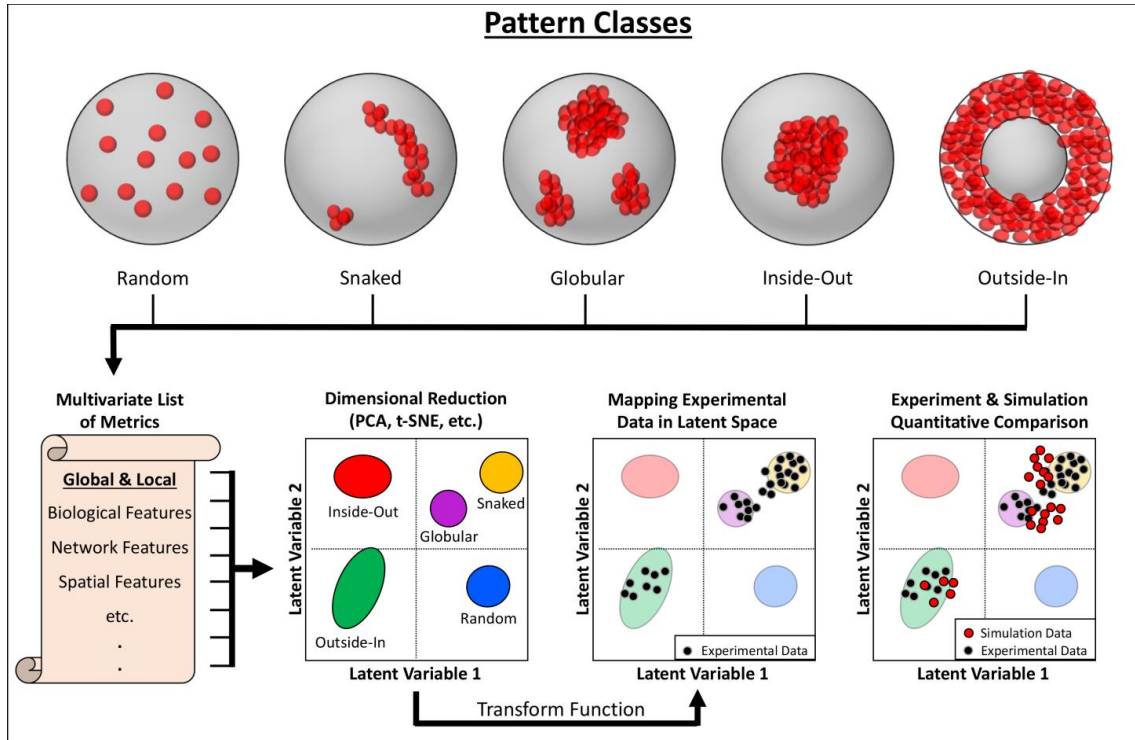 Pattern Classes
Random
Snaked
Globular
Inside-Out
Outside-In
Multivariate List
of Metrics
Global & Local
Biological Features
Network Features
Spatial Features
etc.
.
.
Dimensional Reduction
(PCA, t-SNE, etc.)
Latent Variable 2
Inside-Out
Snaked
Globular
Outside-In
Random
Latent Variable 1
Mapping Experimental
Data in Latent Space
Latent Variable 2
Experimental Data
Latent Variable 1
Experiment & Simulation
Quantitative Comparison
Latent Variable 2
Simulation Data
Experimental Data
Latent Variable 1
Transform Function